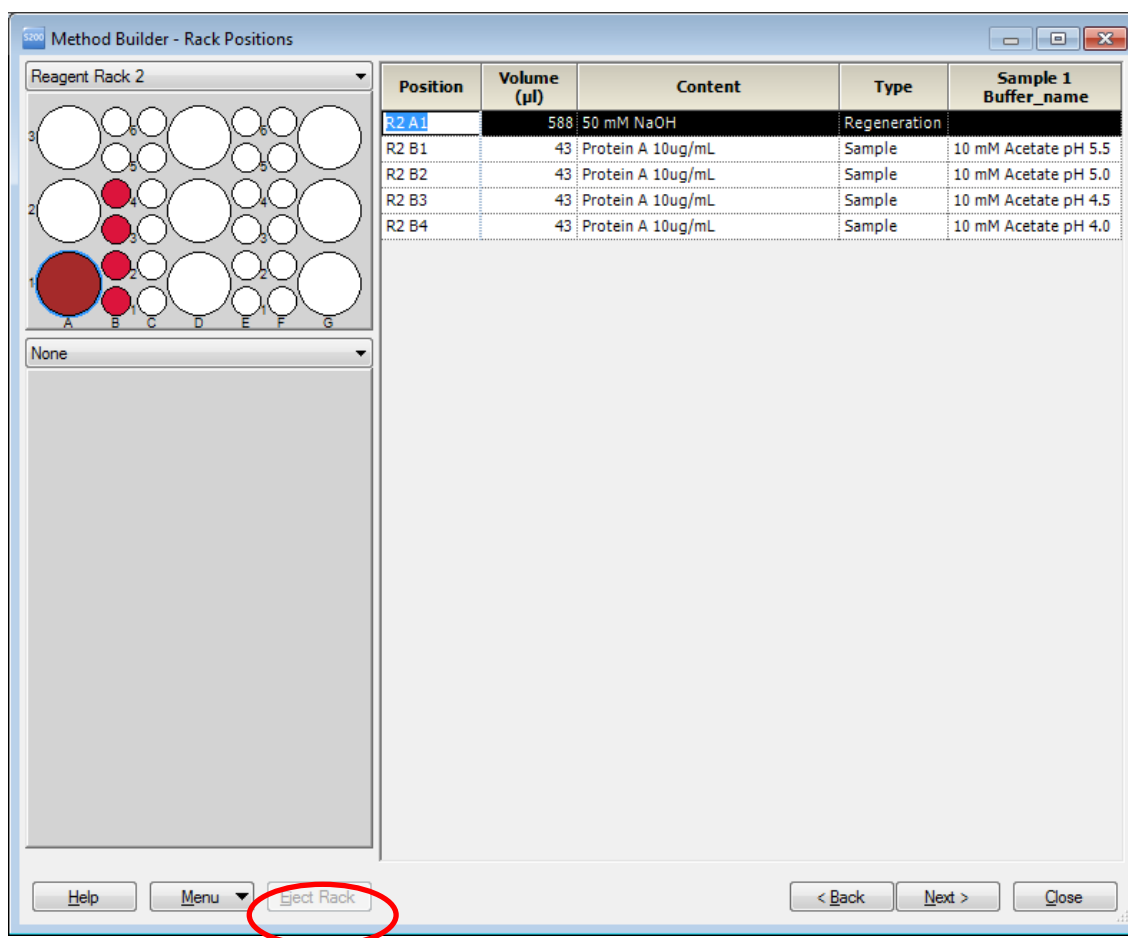 S200 Method Builder - Rack Positions
Reagent Rack 2
Position Volume (µl) Content Type Sample 1 Buffer_name
R2 A1 588 50 mM NaOH Regeneration
R2 B1 43 Protein A 10ug/mL Sample 10 mM Acetate pH 5.5
R2 B2 43 Protein A 10ug/mL Sample 10 mM Acetate pH 5.0
R2 B3 43 Protein A 10ug/mL Sample 10 mM Acetate pH 4.5
R2 B4 43 Protein A 10ug/mL Sample 10 mM Acetate pH 4.0
3 6 6
5 5
2 4 4
3 3
1 2 2
1 1
A B C D E F G
None
Help Menu Eject Rack < Back Next > Close